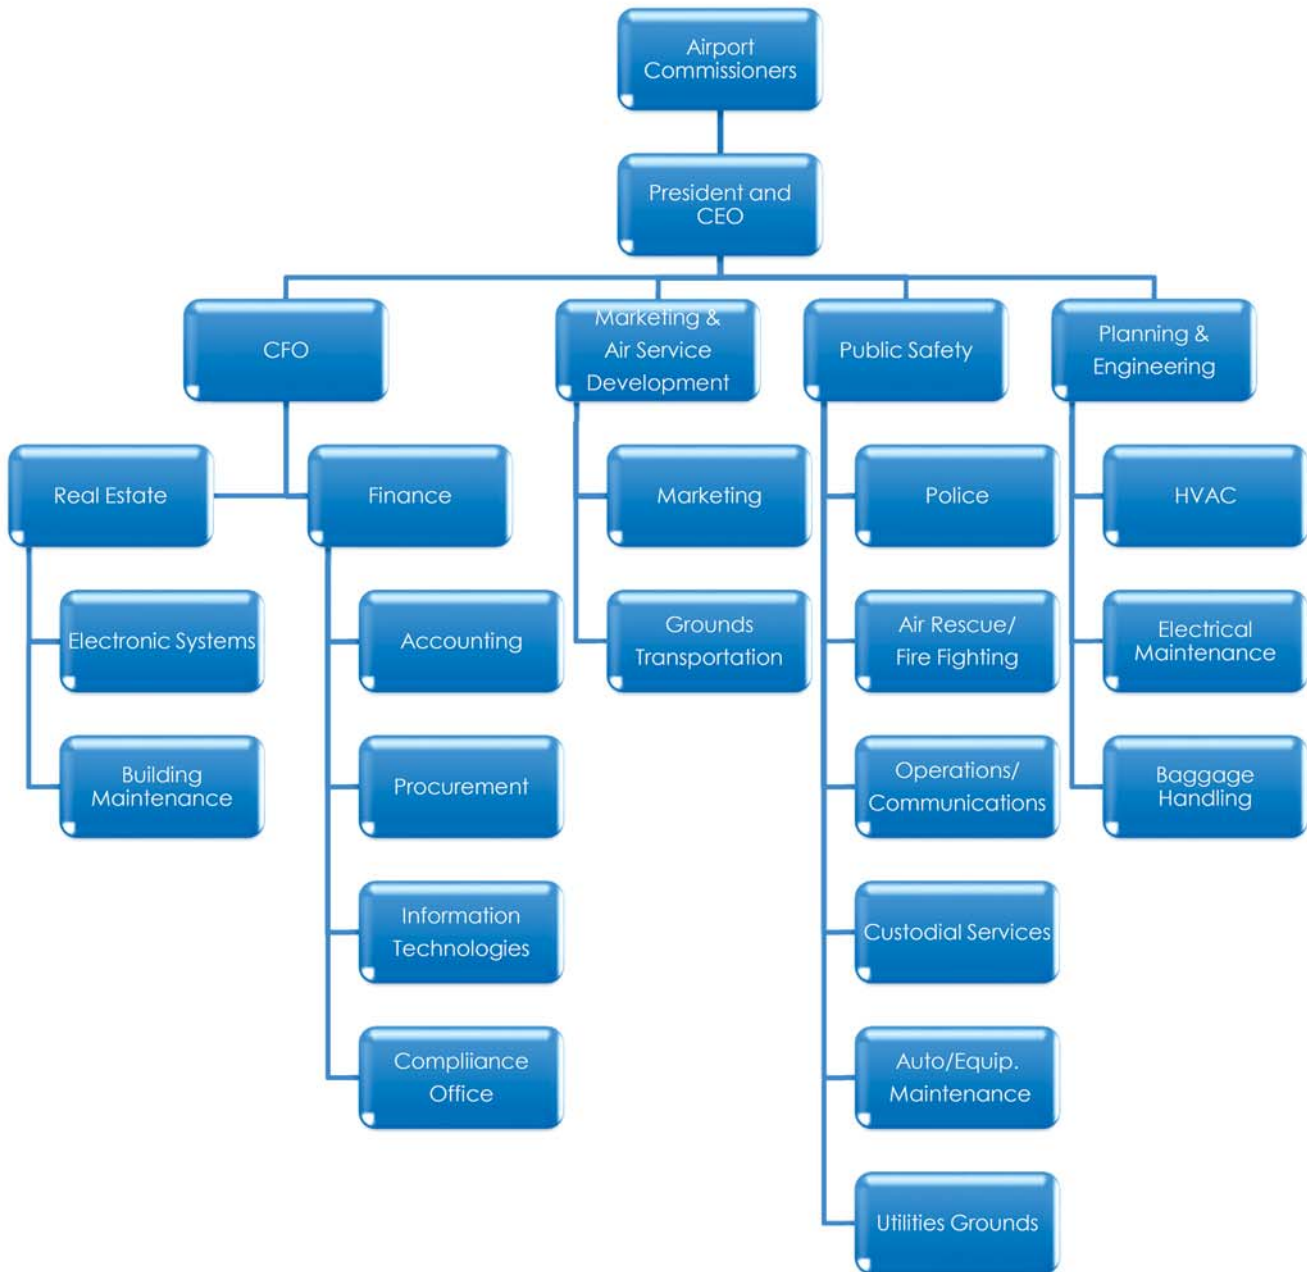 Airport
Commissioners
President and
CEO
CFO
Marketing &
Air Service
Development
Public Safety
Planning &
Engineering
Real Estate
Finance
Marketing
Police
HVAC
Electronic Systems
Accounting
Grounds
Transportation
Air Rescue/
Fire Fighting
Electrical
Maintenance
Building
Maintenance
Procurement
Operations/
Communications
Baggage
Handling
Information
Technologies
Custodial Services
Compliiance
Office
Auto/Equip.
Maintenance
Utilities Grounds